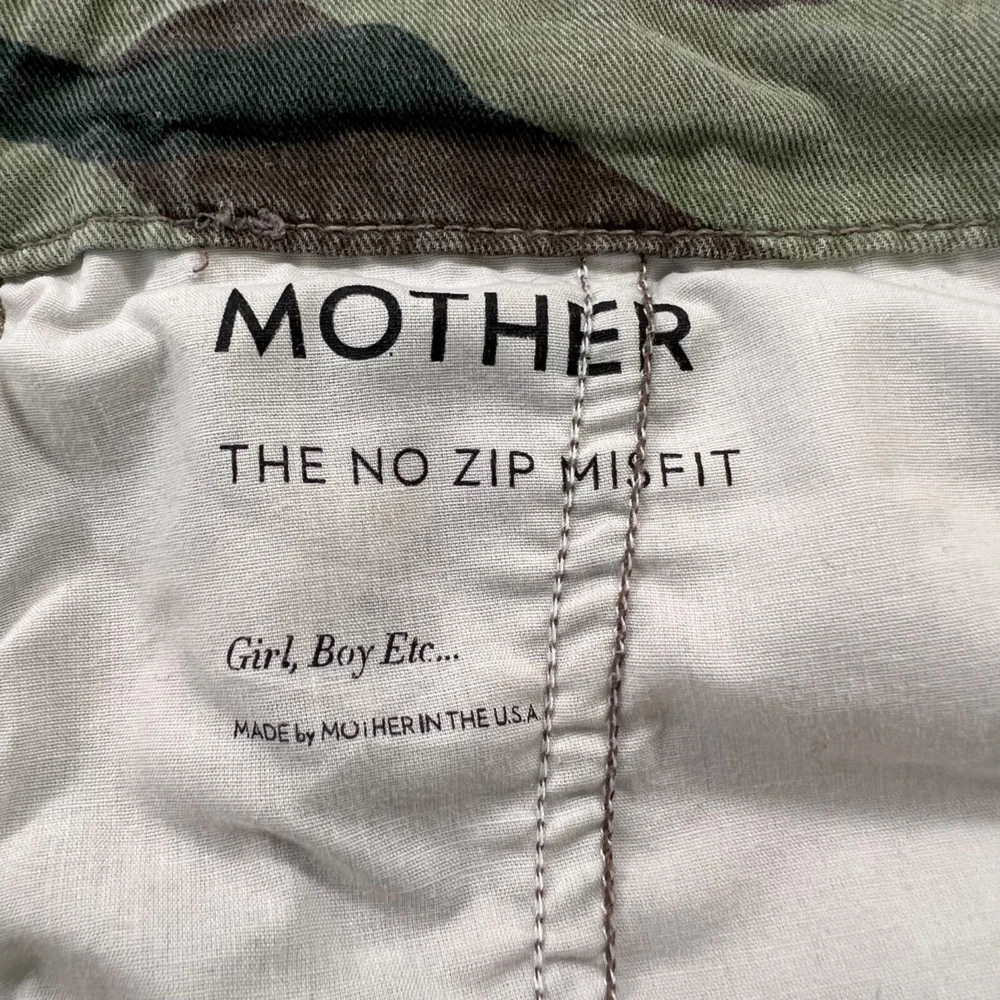 MOTHER
THE NO ZIP MISFIT
Girl, Boy Etc...
MADE by MOTHER IN THE U.S.A